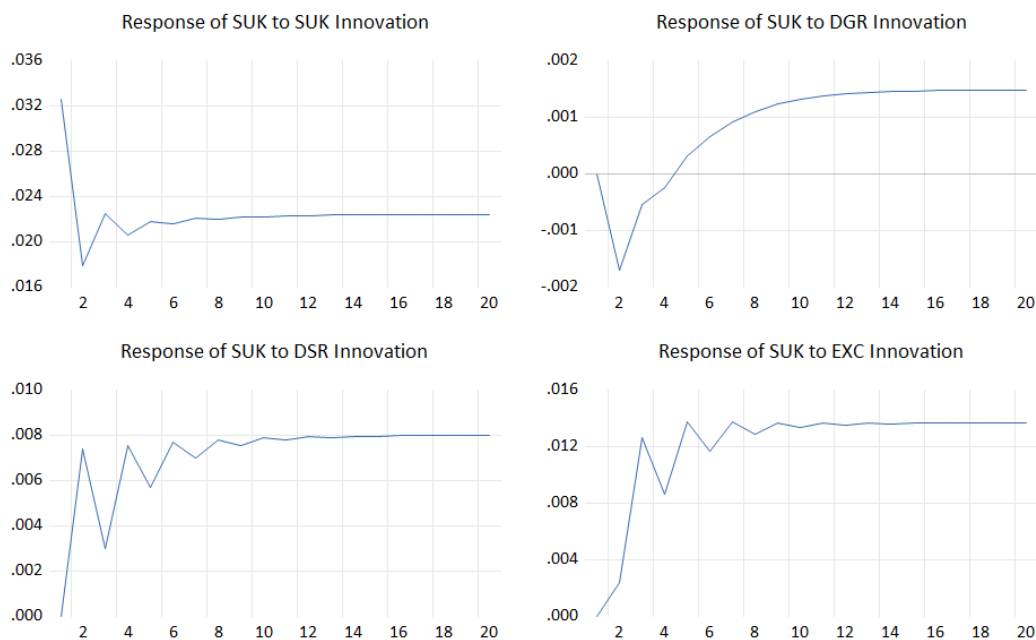 Response of SUK to SUK Innovation
.036
.032
.028
.024
.020
.016
2 4 6 8 10 12 14 16 18 20
Response of SUK to DGR Innovation
.002
.001
.000
-.001
-.002
2 4 6 8 10 12 14 16 18 20
Response of SUK to DSR Innovation
.010
.008
.006
.004
.002
.000
2 4 6 8 10 12 14 16 18 20
Response of SUK to EXC Innovation
.016
.012
.008
.004
.000
2 4 6 8 10 12 14 16 18 20